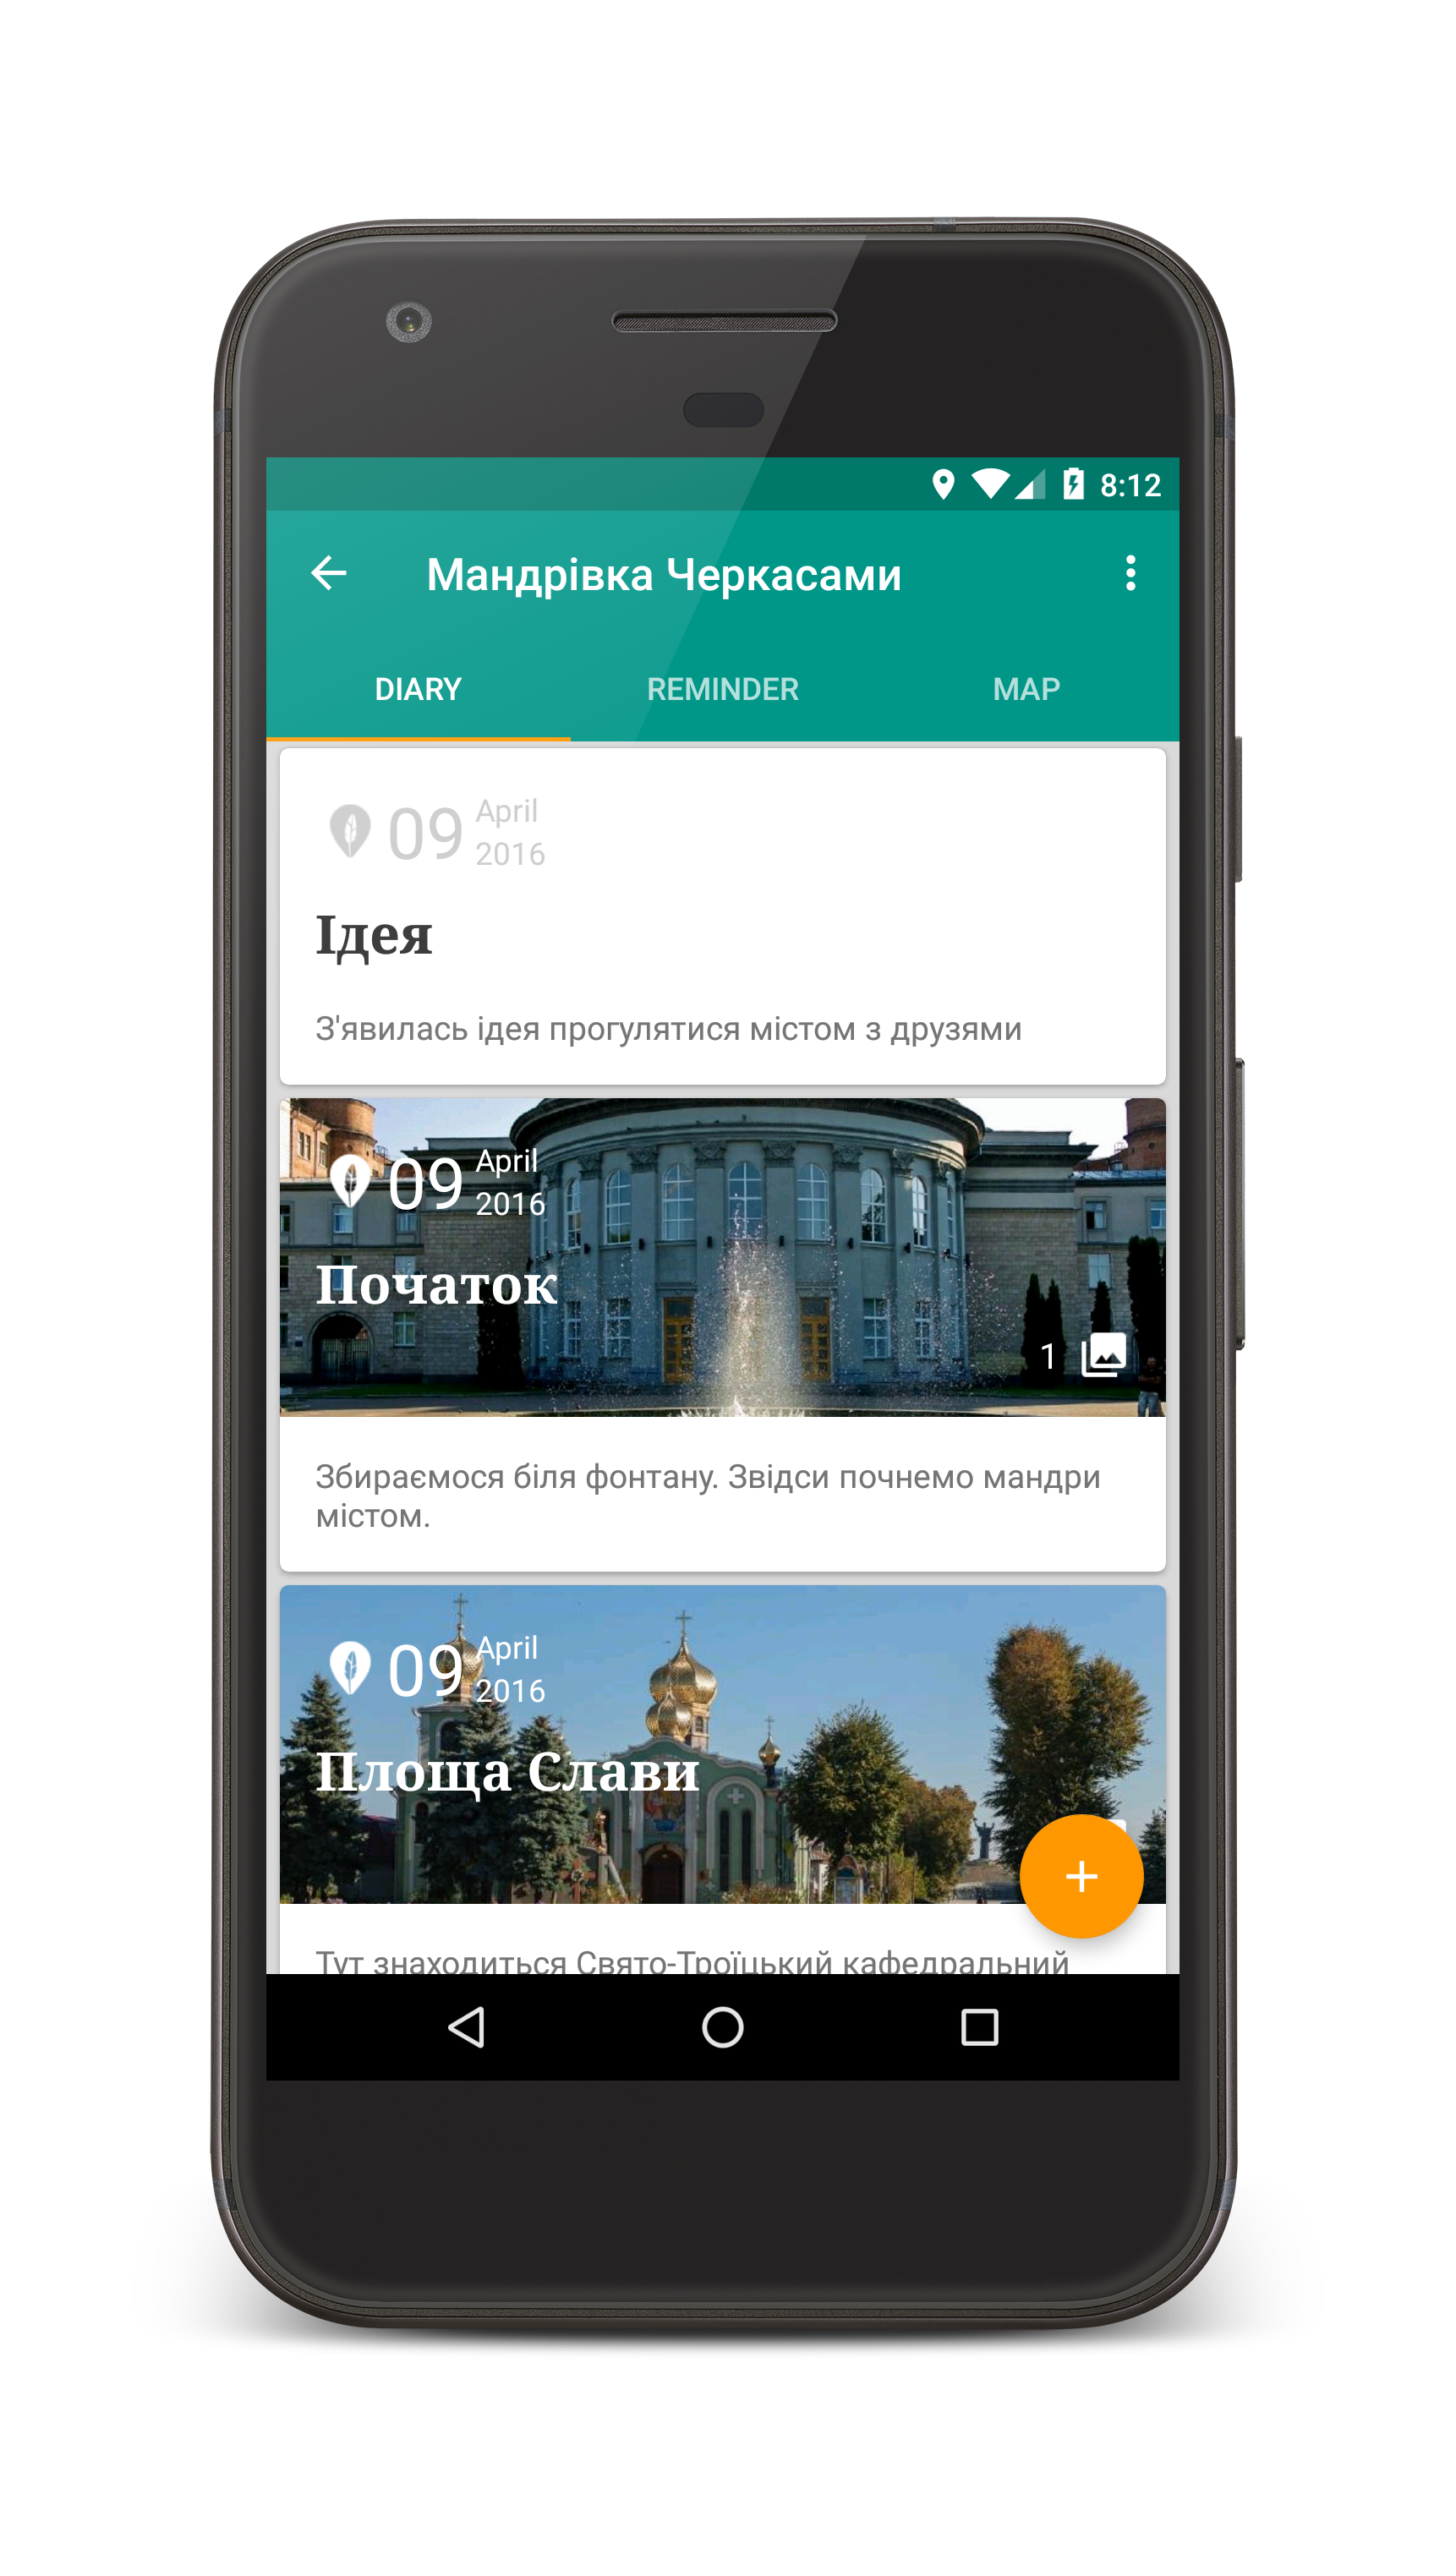 8:12
Мандрівка Черкасами
DIARY REMINDER MAP
09 April 2016
Ідея
З'явилась ідея прогулятися містом з друзями
09 April 2016
Початок
1
Збираємося біля фонтану. Звідси почнемо мандри
містом.
09 April 2016
Площа Слави
Тут знаходиться Свято-Троїцький кафедральний